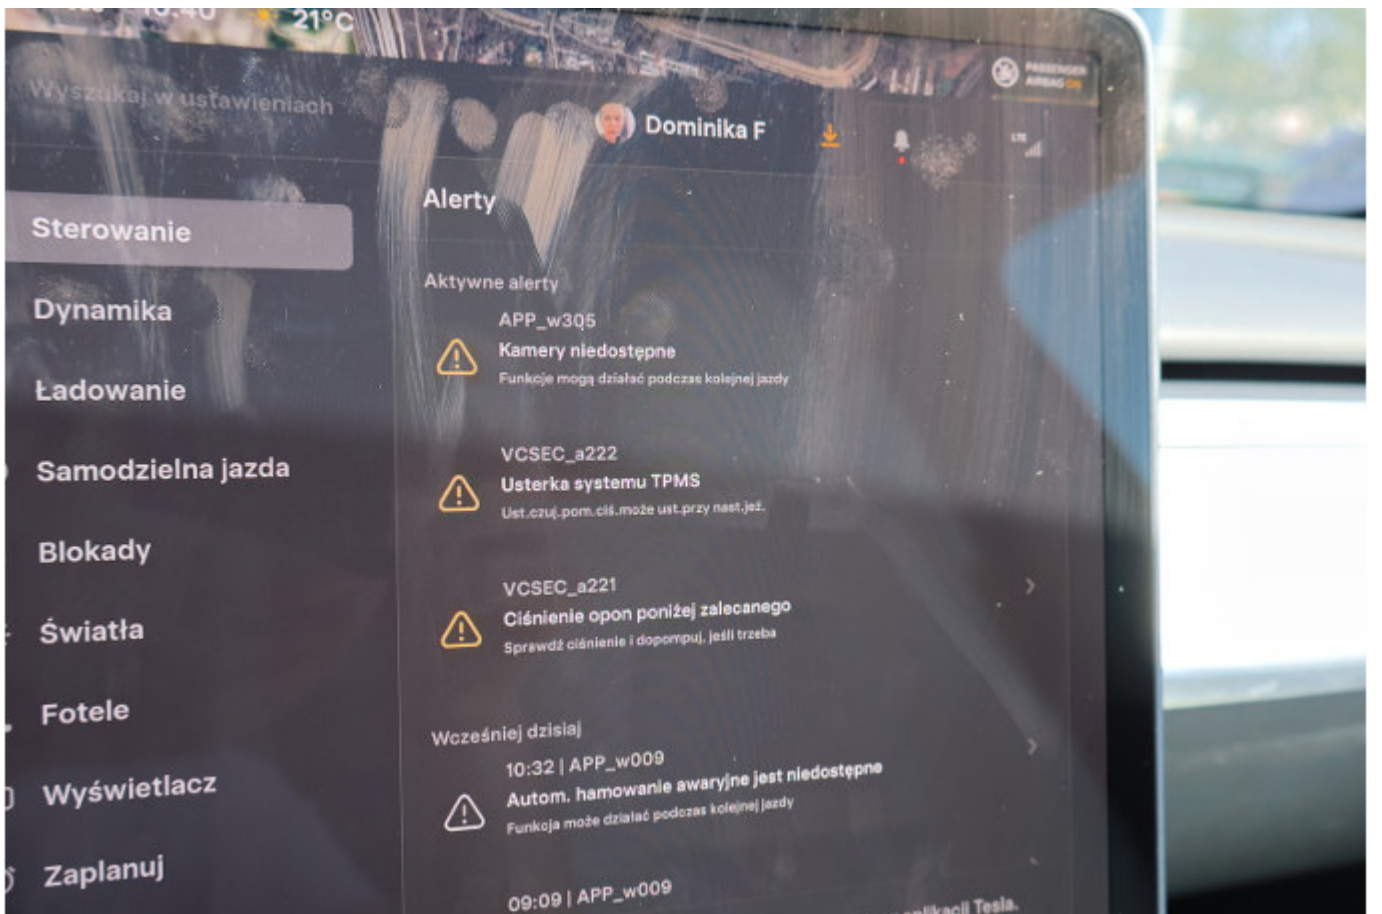 21°C
PASSENGER
AIRBAG
Wyszukaj w ustawieniach
Dominika F
LTE
Alerty
Sterowanie
Dynamika
Ładowanie
Samodzielna jazda
Blokady
Światła
Fotele
Wyświetlacz
Zaplanuj
Aktywne alerty
APP_w305
Kamery niedostępne
Funkcje mogą działać podczas kolejnej jazdy
VCSEC_a222
Usterka systemu TPMS
Ust.czuj.pom.ciś.może ust.przy nast.jeź.
VCSEC_a221
Ciśnienie opon poniżej zalecanego
Sprawdź ciśnienie i dopompuj, jeśli trzeba
Wcześniej dzisiaj
10:32 | APP_w009
Autom. hamowanie awaryjne jest niedostępne
Funkcja może działać podczas kolejnej jazdy
09:09 | APP_w009
Tesla.